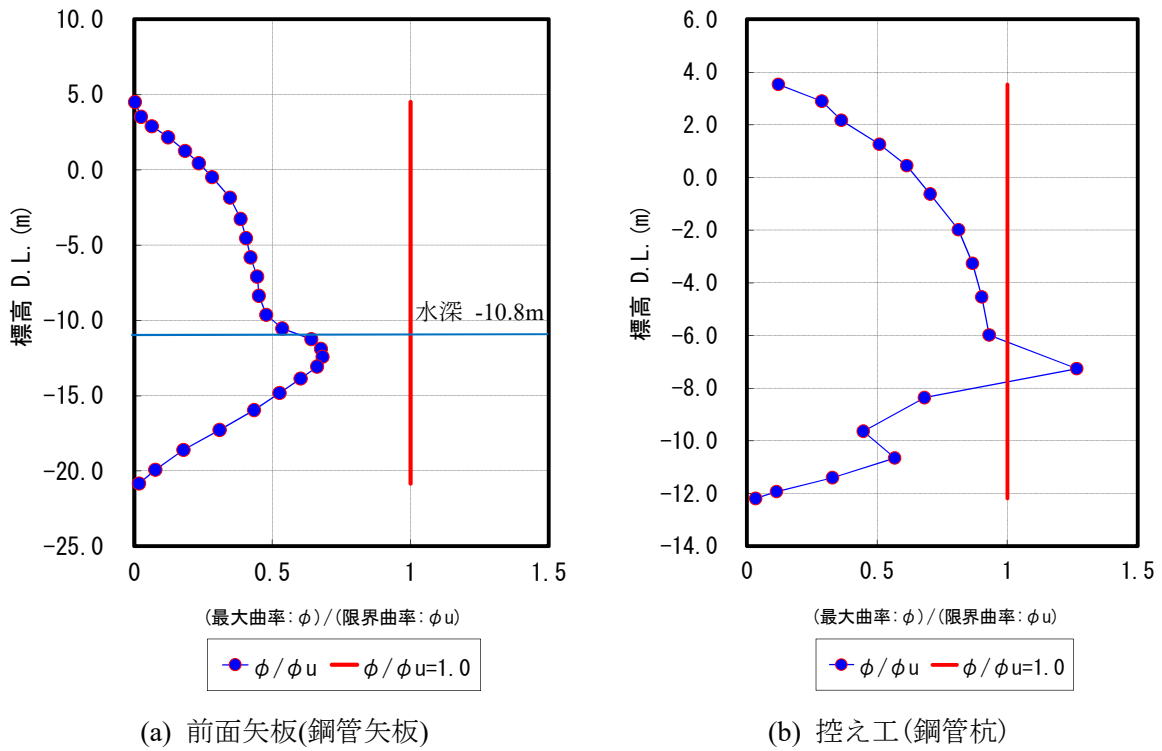 10.0
5.0
0.0
-5.0
-10.0
-15.0
-20.0
-25.0
標高 D.L.(m)
水深 -10.8m
0 0.5 1 1.5
(最大曲率:φ)/(限界曲率:φu)
φ/φu φ/φu=1.0
(a) 前面矢板(鋼管矢板)
6.0
4.0
2.0
0.0
-2.0
-4.0
-6.0
-8.0
-10.0
-12.0
-14.0
標高 D.L.(m)
0 0.5 1 1.5
(最大曲率:φ)/(限界曲率:φu)
φ/φu φ/φu=1.0
(b) 控え工(鋼管杭)